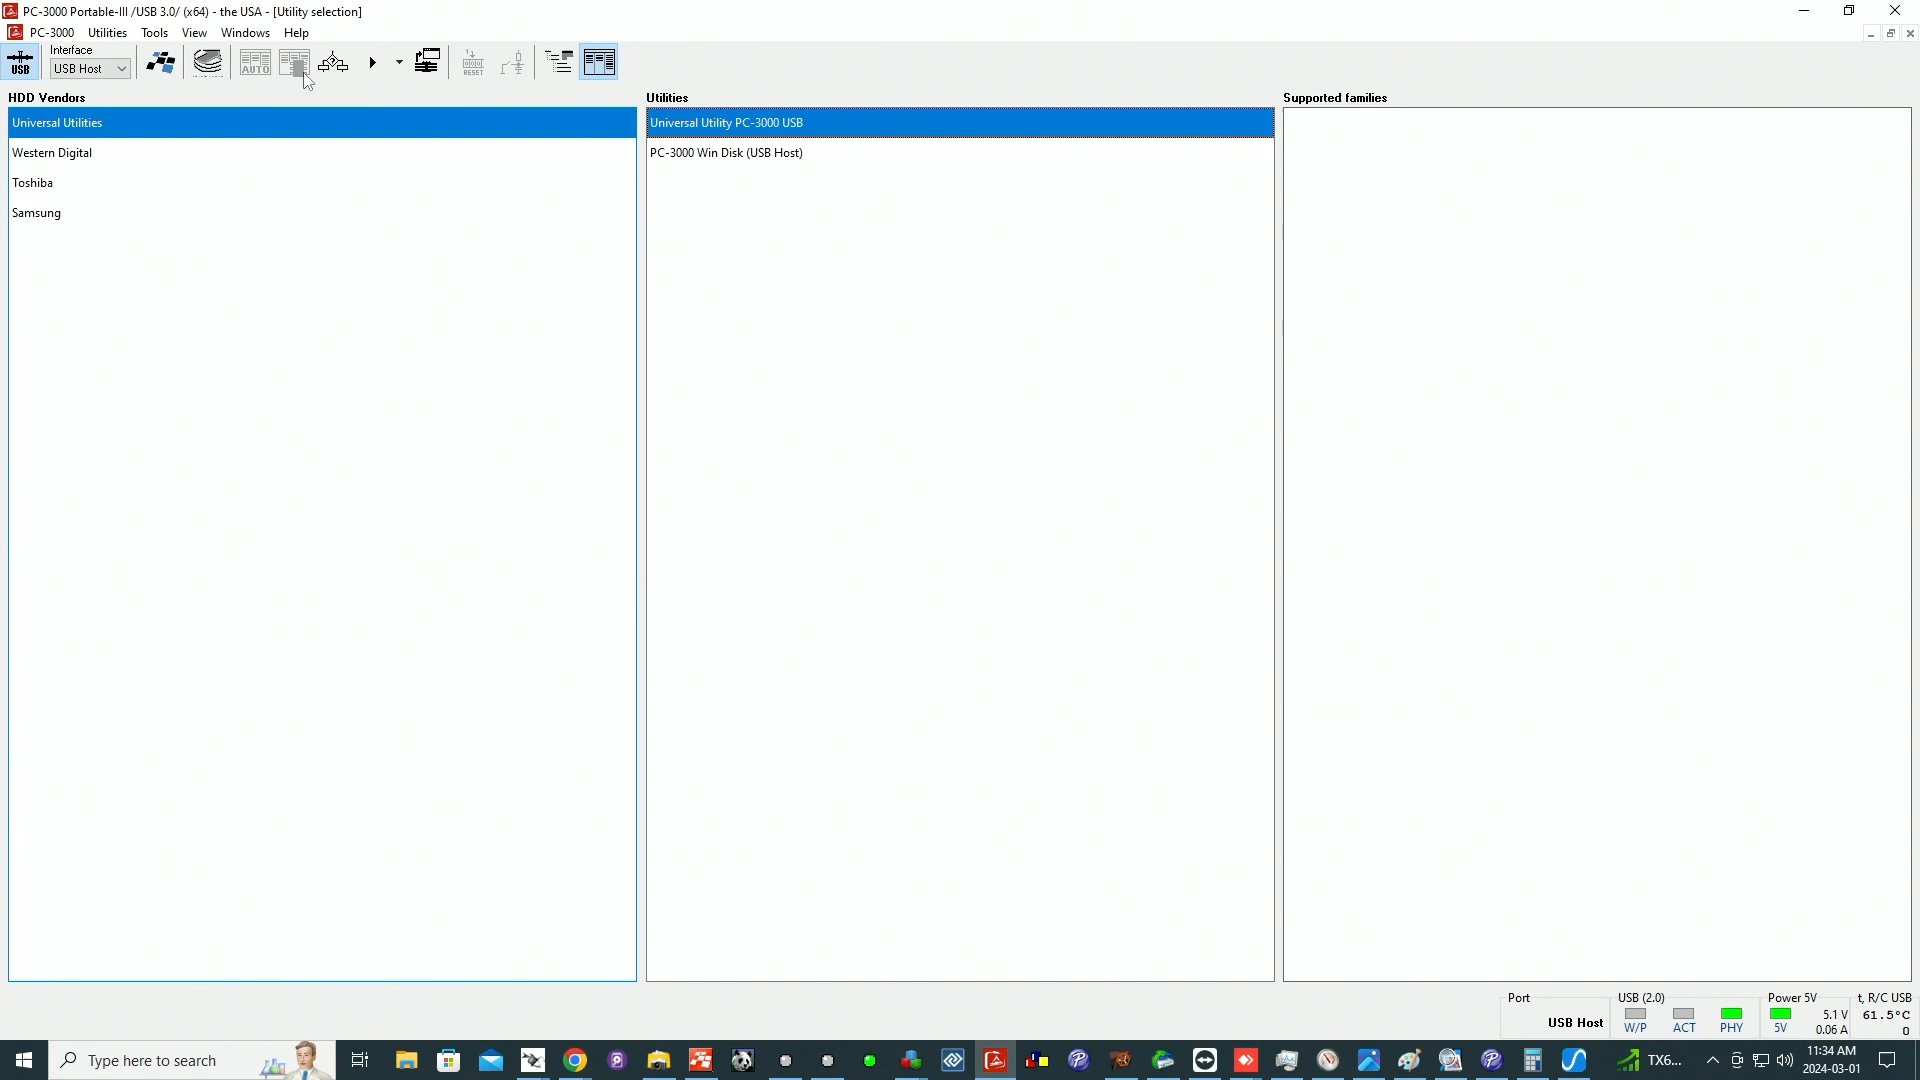 PC-3000 Portable-III /USB 3.0/ (x64) - the USA - [Utility selection]
PC-3000 Utilities Tools View Windows Help
Interface
USB
USB Host
AUTO
RESET
HDD Vendors
Universal Utilities
Western Digital
Toshiba
Samsung
Utilities
Universal Utility PC-3000 USB
PC-3000 Win Disk (USB Host)
Supported families
Port
USB Host
USB (2.0)
W/P ACT PHY
Power 5V
5V
5.1 V
0.06 A
t, R/C USB
61.5°C
0
Type here to search
TX6...
11:34 AM
2024-03-01